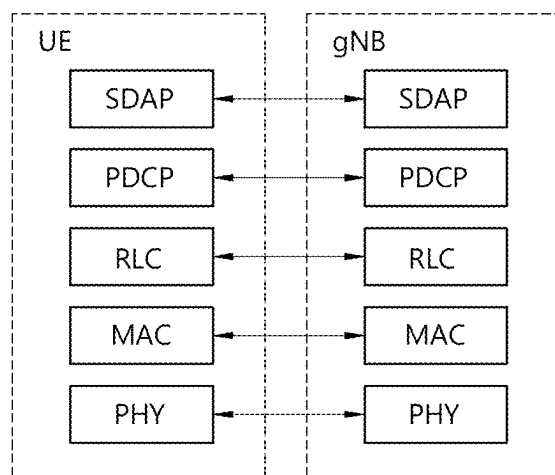 UE gNB
SDAP SDAP
PDCP PDCP
RLC RLC
MAC MAC
PHY PHY